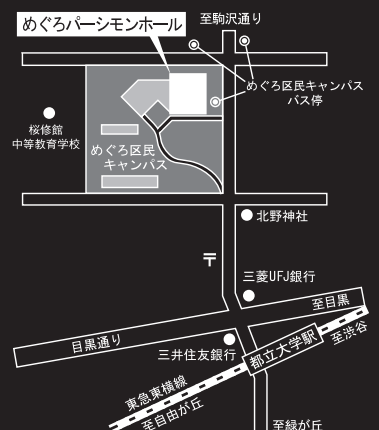 めぐろパーシモンホール
至駒沢通り
めぐろ区民キャンパス
バス停
桜修館
中等教育学校
めぐろ区民
キャンパス
北野神社
〒
三菱UFJ銀行
至目黒
目黒通り
三井住友銀行
都立大学駅
至渋谷
東急東横線
至自由が丘
至緑が丘